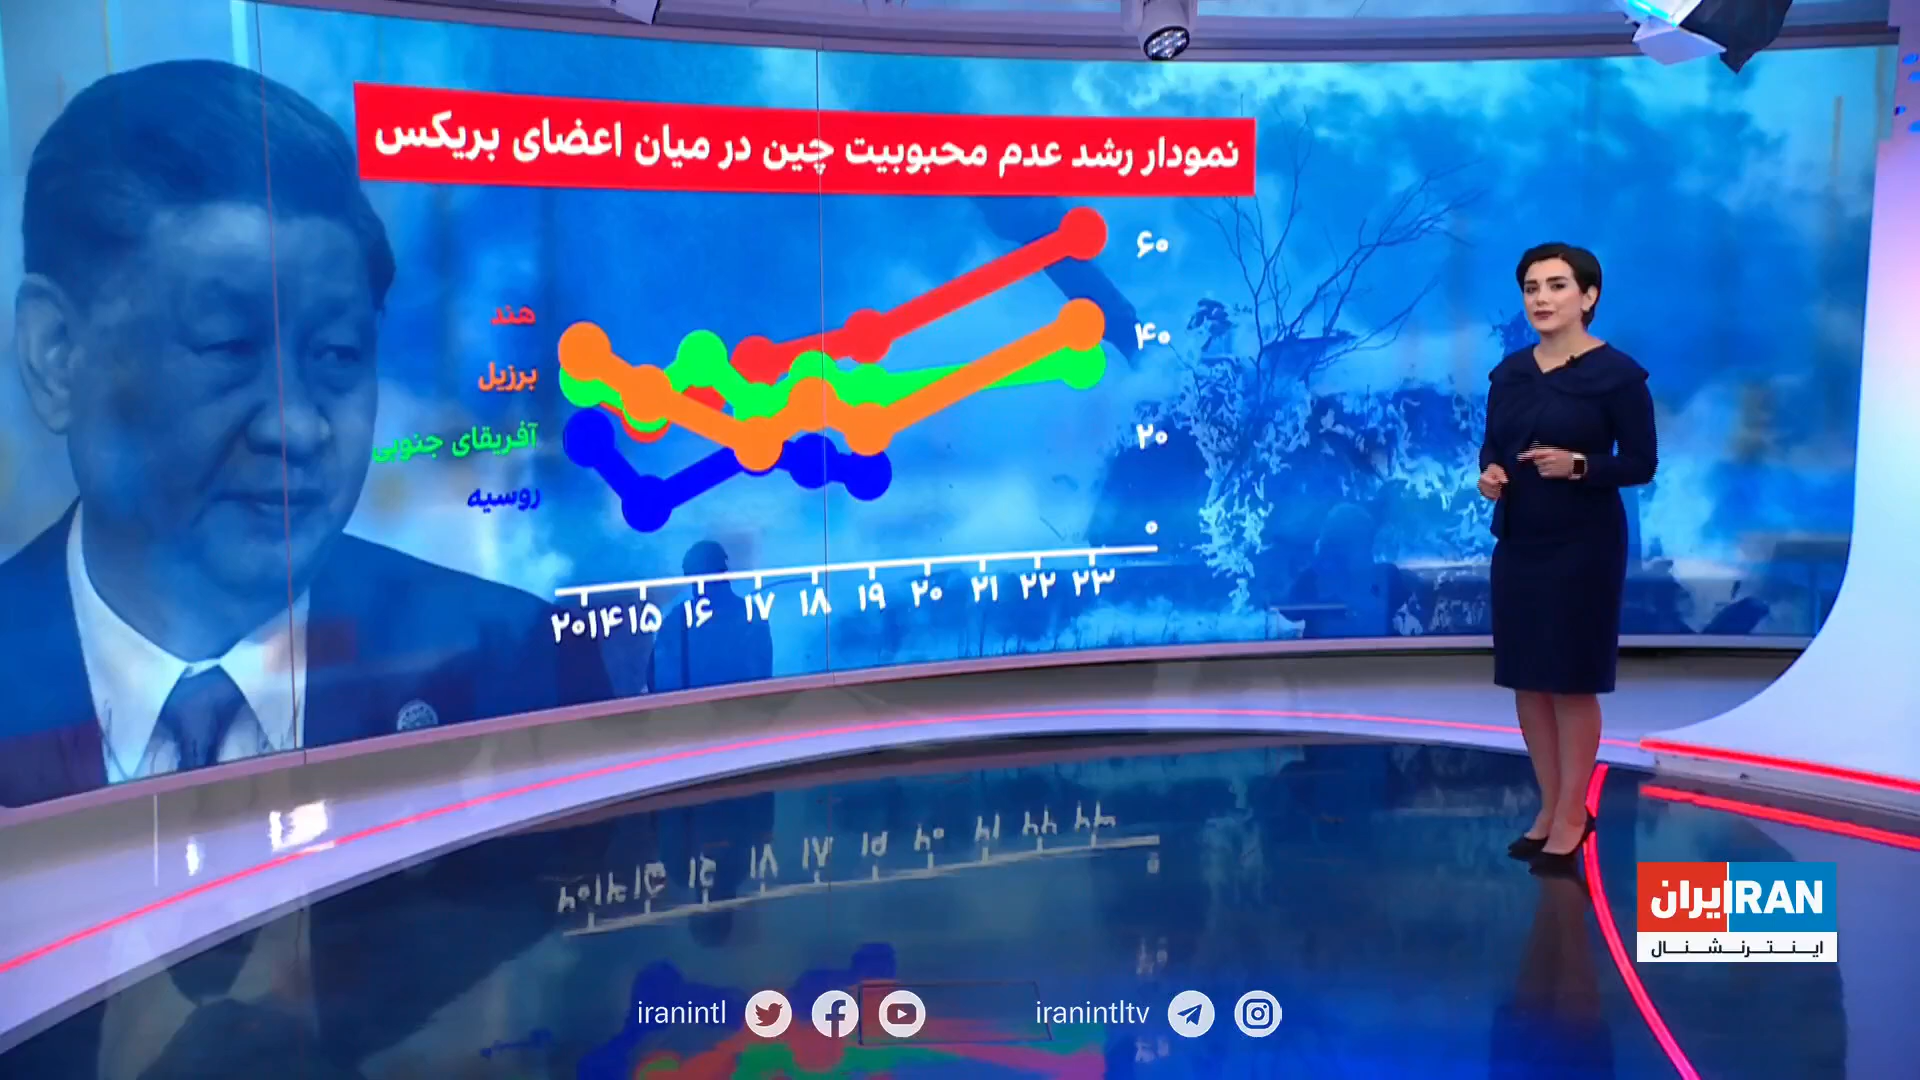 نمودار رشد عدم محبوبیت چین در میان اعضای بریکس
هند
برزیل
آفریقای جنوبی
روسیه
۶۰
۴۰
۲۰
۰
۲۰۱۴ ۱۵ ۱۶ ۱۷ ۱۸ ۱۹ ۲۰ ۲۱ ۲۲ ۲۳
ایران IRAN
اینترنشنال
iranintl
iranintltv